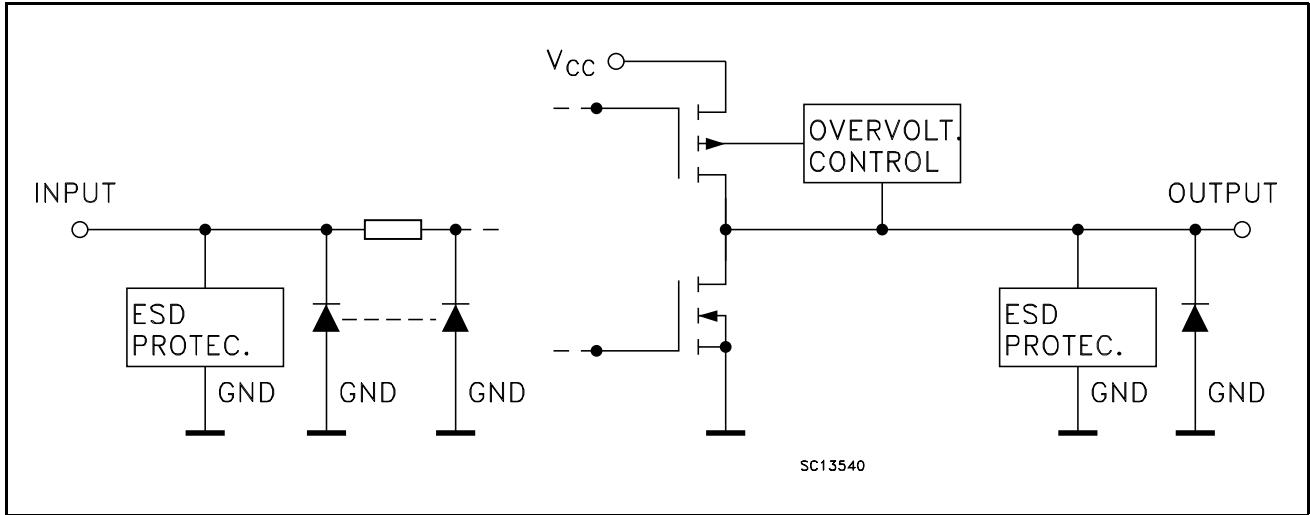 VCC
OVERVOLT.
CONTROL
INPUT
OUTPUT
ESD
PROTEC.
ESD
PROTEC.
GND
GND
GND
GND
GND
SC13540